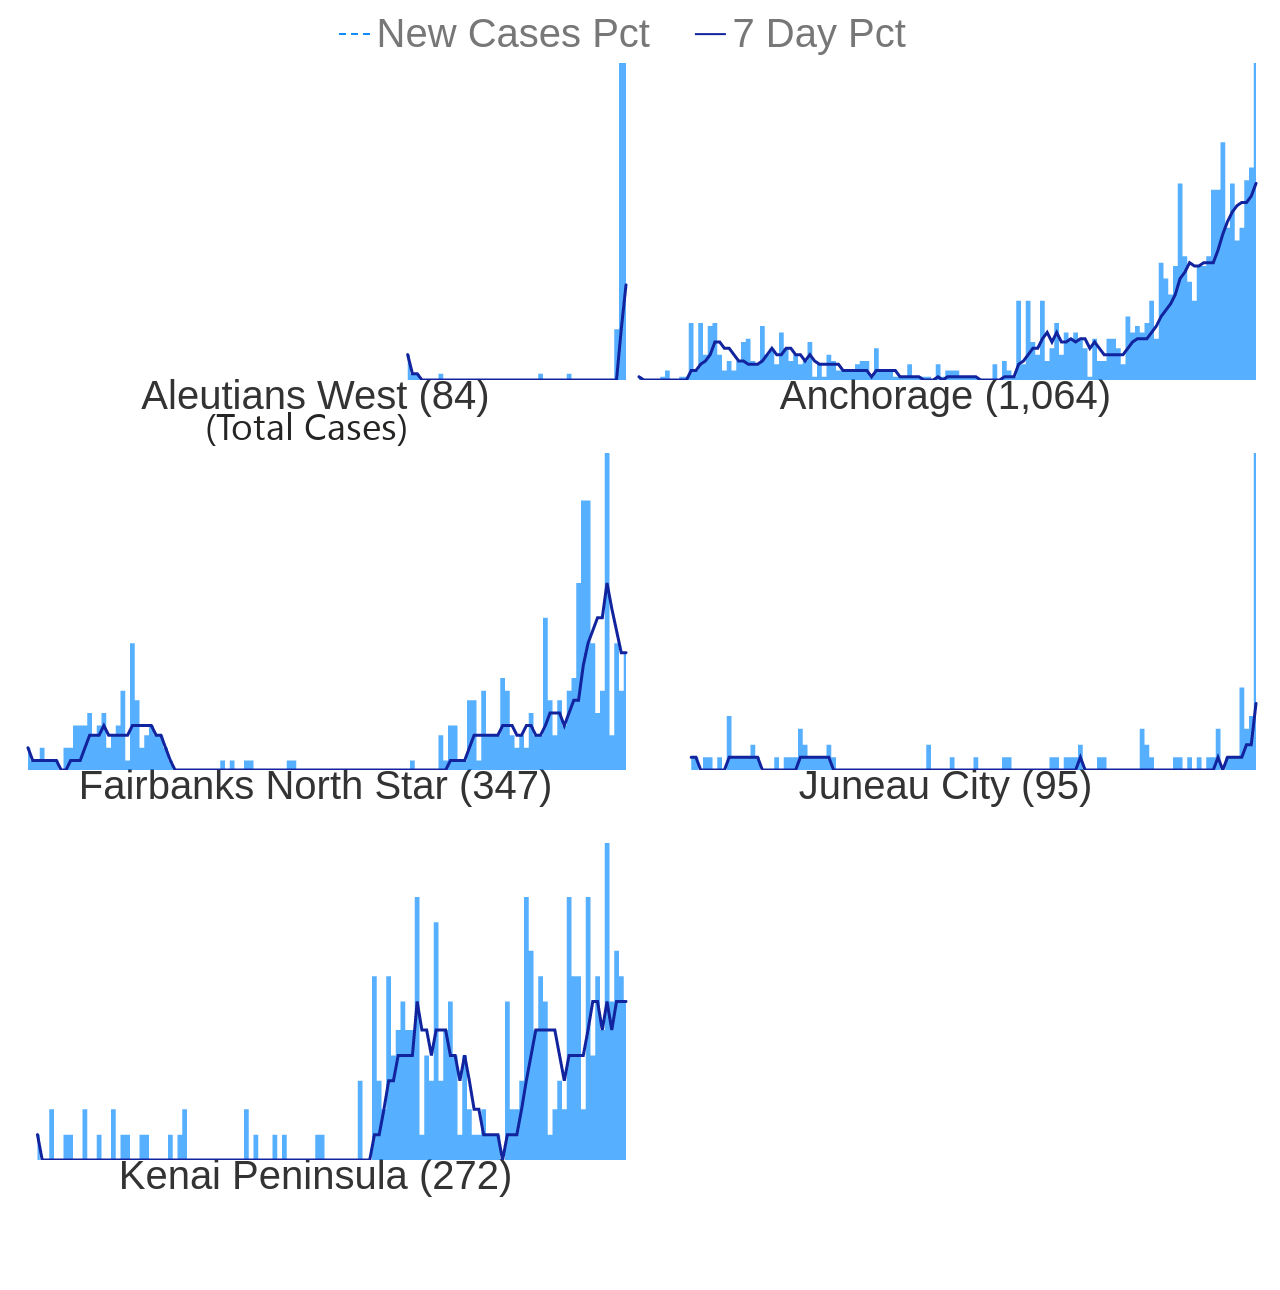 New Cases Pct 7 Day Pct
Aleutians West (84)
(Total Cases)
Anchorage (1,064)
Fairbanks North Star (347)
Juneau City (95)
Kenai Peninsula (272)